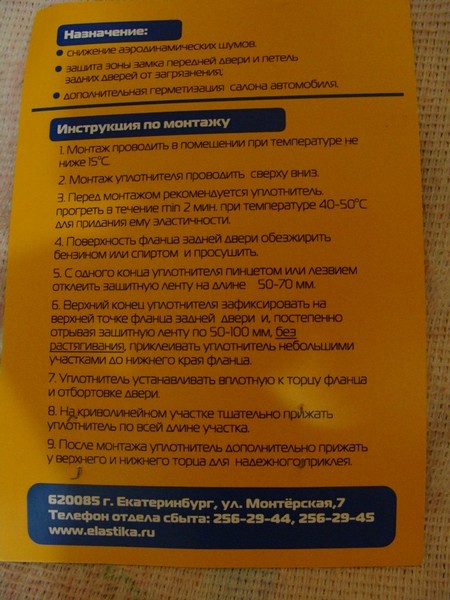 Назначение:
• снижение аэродинамических шумов.
• защита зоны замка передней двери и петель
задних дверей от загрязнения;
• дополнительная герметизация салона автомобиля.
Инструкция по монтажу
1. Монтаж проводить в помещении при температуре не
ниже 15°С.
2. Монтаж уплотнителя проводить сверху вниз.
3. Перед монтажом рекомендуется уплотнитель
прогреть в течение min 2 мин. при температуре 40-50°С
для придания ему эластичности.
4. Поверхность фланца задней двери обезжирить
бензином или спиртом и просушить.
5. С одного конца уплотнителя пинцетом или лезвием
отклеить защитную ленту на длине 50-70 мм.
6. Верхний конец уплотнителя зафиксировать на
верхней точке фланца задней двери и, постепенно
отрывая защитную ленту по 50-100 мм, без
растягивания, приклеивать уплотнитель небольшими
участками до нижнего края фланца.
7. Уплотнитель устанавливать вплотную к торцу фланца
и отбортовке двери.
8. На криволинейном участке тщательно прижать
уплотнитель по всей длине участка.
9. После монтажа уплотнитель дополнительно прижать
у верхнего и нижнего торца для надежного приклея.
620085 г. Екатеринбург, ул. Монтёрская,7
Телефон отдела сбыта: 256-29-44, 256-29-45
www.elastika.ru